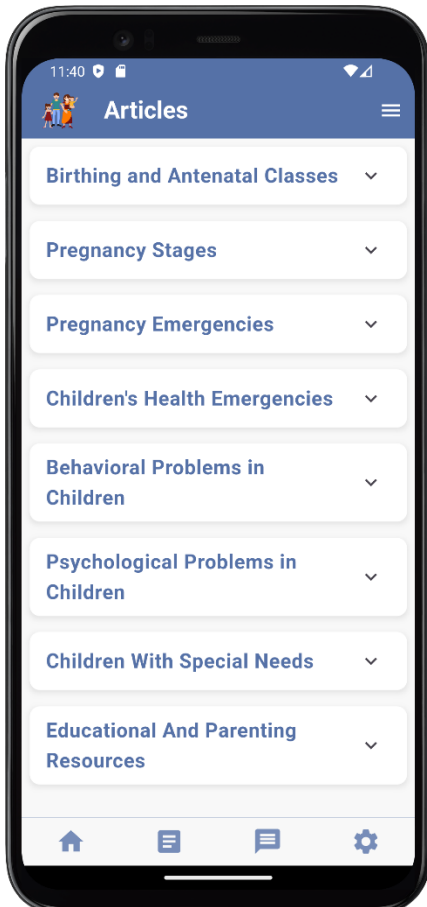 11:40
Articles
Birthing and Antenatal Classes
Pregnancy Stages
Pregnancy Emergencies
Children's Health Emergencies
Behavioral Problems in
Children
Psychological Problems in
Children
Children With Special Needs
Educational And Parenting
Resources